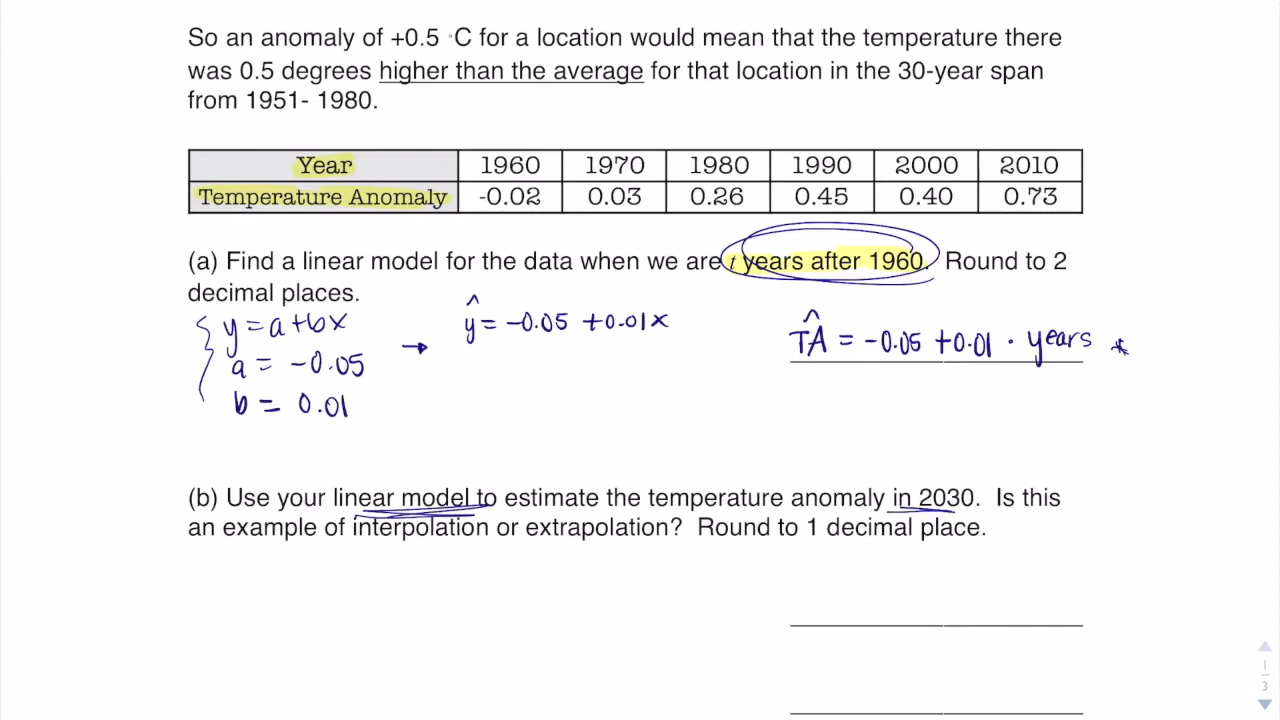 So an anomaly of +0.5 °C for a location would mean that the temperature there
was 0.5 degrees higher than the average for that location in the 30-year span
from 1951- 1980.
Year 1960 1970 1980 1990 2000 2010
Temperature Anomaly -0.02 0.03 0.26 0.45 0.40 0.73
(a) Find a linear model for the data when we are t years after 1960. Round to 2
decimal places.
y = a + bx
a = -0.05
b = 0.01
ŷ = -0.05 + 0.01x
T̂A = -0.05 + 0.01 · years *
(b) Use your linear model to estimate the temperature anomaly in 2030. Is this
an example of interpolation or extrapolation? Round to 1 decimal place.
1
3